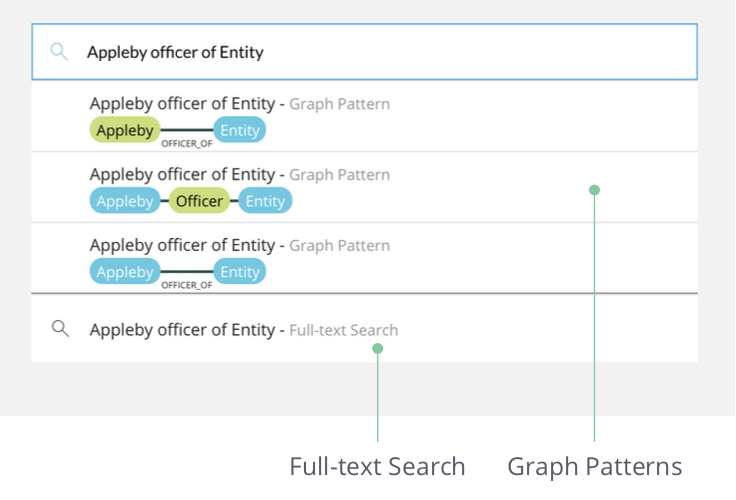 Appleby officer of Entity
Appleby officer of Entity - Graph Pattern
Appleby Entity
OFFICER_OF
Appleby officer of Entity - Graph Pattern
Appleby Officer Entity
Appleby officer of Entity - Graph Pattern
Appleby Entity
OFFICER_OF
Appleby officer of Entity - Full-text Search
Full-text Search Graph Patterns